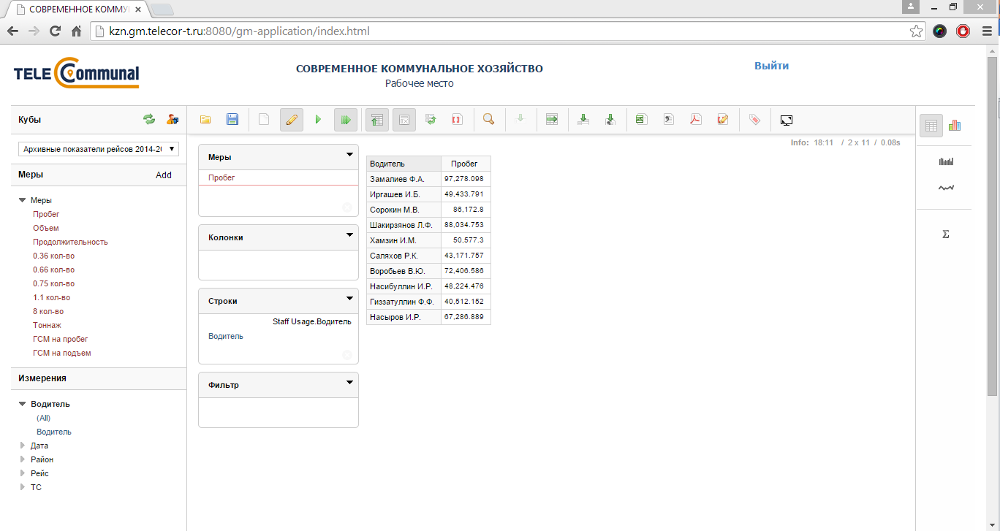 СОВРЕМЕННОЕ КОММУ
kzn.gm.telecor-t.ru:8080/gm-application/index.html
TELE Communal
СОВРЕМЕННОЕ КОММУНАЛЬНОЕ ХОЗЯЙСТВО
Рабочее место
Выйти
Кубы
Архивные показатели рейсов 2014-20
Меры Add
Меры
Пробег
Объем
Продолжительность
0.36 кол-во
0.66 кол-во
0.75 кол-во
1.1 кол-во
8 кол-во
Тоннаж
ГСМ на пробег
ГСМ на подъем
Измерения
Водитель
(All)
Водитель
Дата
Район
Рейс
ТС
Меры
Пробег
Колонки
Строки
Staff Usage.Водитель
Водитель
Фильтр
Info: 18:11 / 2 x 11 / 0.08s
Водитель Пробег
Замалиев Ф.А. 97,278.098
Иргашев И.Б. 49,433.791
Сорокин М.В. 86,172.8
Шакирзянов Л.Ф. 88,034.753
Хамзин И.М. 50,577.3
Саляхов Р.К. 43,171.757
Воробьев В.Ю. 72,406.586
Насибуллин И.Р. 48,224.476
Гиззатуллин Ф.Ф. 40,512.152
Насыров И.Р. 67,286.889
Σ